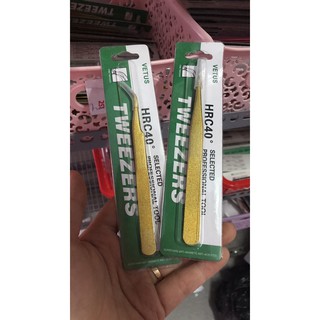 VETUS
HRC40°
SELECTED
PROFESSIONAL TOOL
TWEEZERS
VETUS
HRC40°
SELECTED
PROFESSIONAL TOOL
TWEEZERS